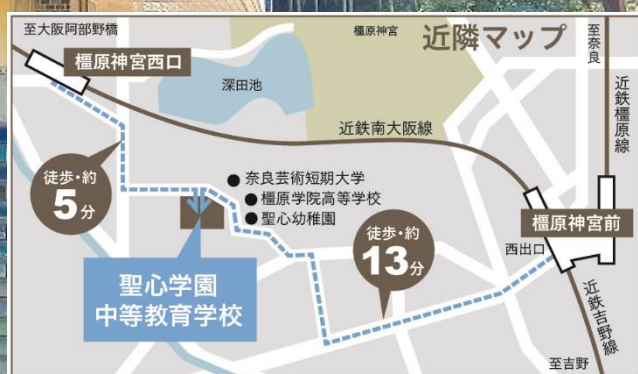 至大阪阿部野橋
橿原神宮
近隣マップ
至奈良
橿原神宮西口
深田池
近鉄南大阪線
近鉄橿原線
徒歩・約
5分
● 奈良芸術短期大学
● 橿原学院高等学校
● 聖心幼稚園
徒歩・約
13分
橿原神宮前
西出口
聖心学園
中等教育学校
近鉄吉野線
至吉野